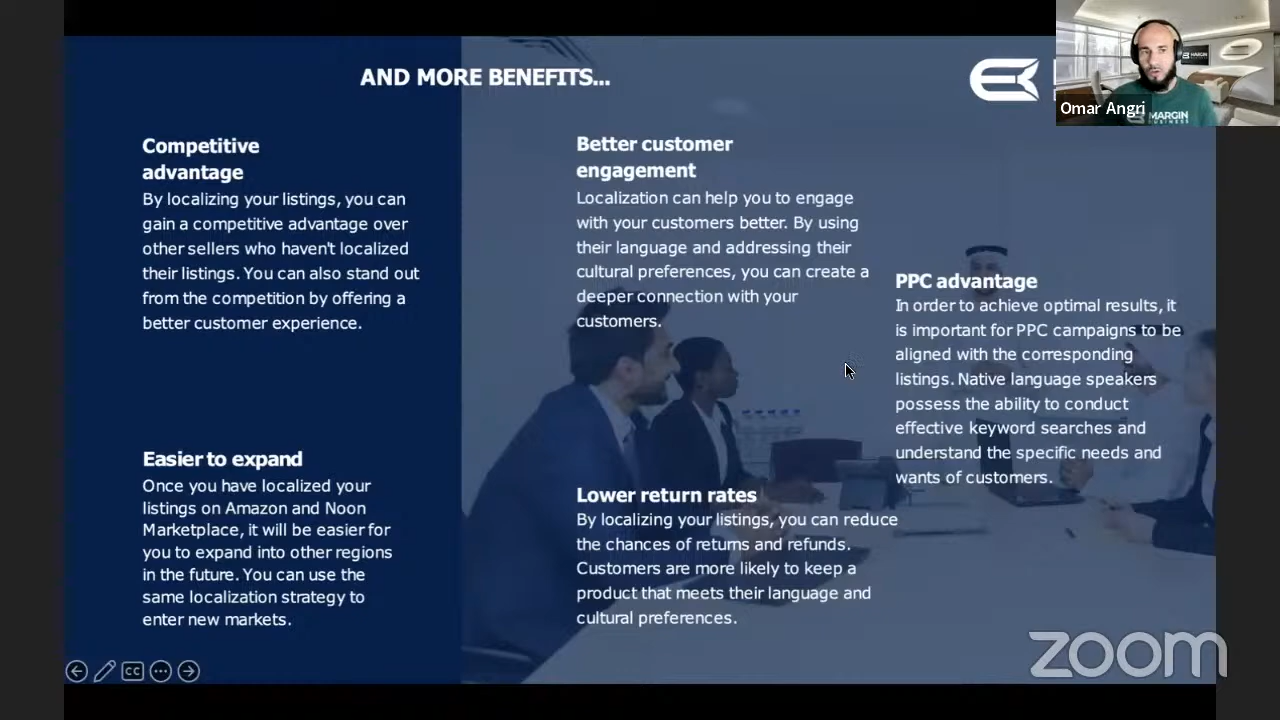 AND MORE BENEFITS...
Competitive
advantage
By localizing your listings, you can
gain a competitive advantage over
other sellers who haven't localized
their listings. You can also stand out
from the competition by offering a
better customer experience.
Easier to expand
Once you have localized your
listings on Amazon and Noon
Marketplace, it will be easier for
you to expand into other regions
in the future. You can use the
same localization strategy to
enter new markets.
Better customer
engagement
Localization can help you to engage
with your customers better. By using
their language and addressing their
cultural preferences, you can create a
deeper connection with your
customers.
Lower return rates
By localizing your listings, you can reduce
the chances of returns and refunds.
Customers are more likely to keep a
product that meets their language and
cultural preferences.
PPC advantage
In order to achieve optimal results, it
is important for PPC campaigns to be
aligned with the corresponding
listings. Native language speakers
possess the ability to conduct
effective keyword searches and
understand the specific needs and
wants of customers.
Omar Angri
MARGIN
BUSINESS
MARGIN
CC
zoom